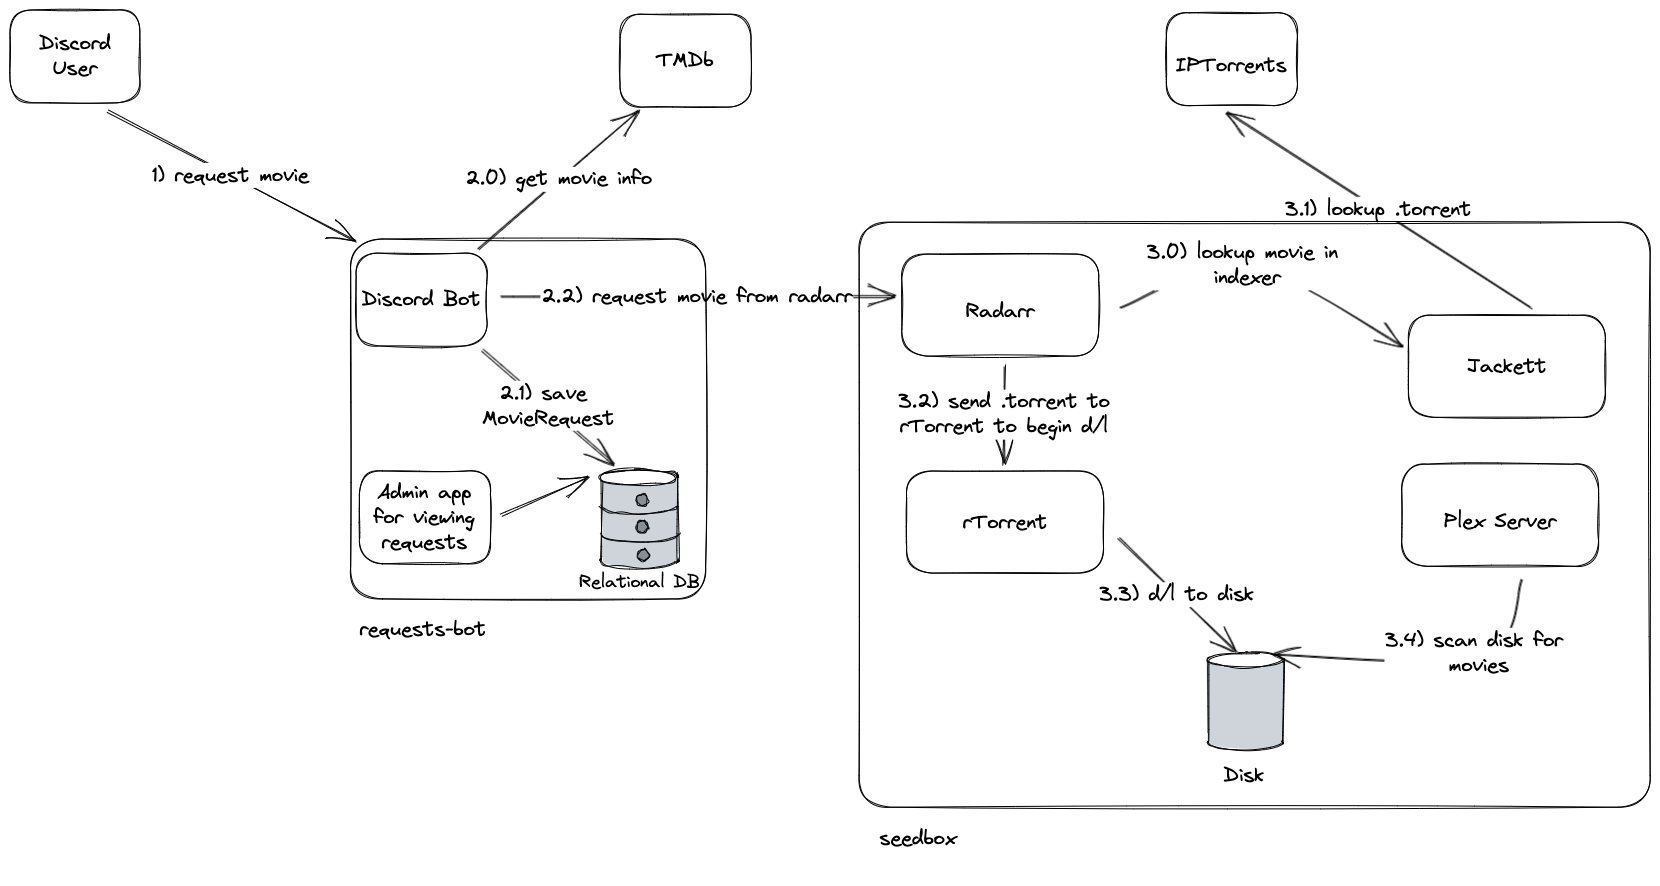 Discord
User
TMDb
IPTorrents
1) request movie
2.0) get movie info
3.1) lookup .torrent
3.0) lookup movie in
indexer
Discord Bot
2.2) request movie from radarr
Radarr
Jackett
2.1) save
MovieRequest
3.2) send .torrent to
rTorrent to begin d/l
Admin app
for viewing
requests
rTorrent
Plex Server
Relational DB
3.3) d/l to disk
requests-bot
3.4) scan disk for
movies
Disk
seedbox